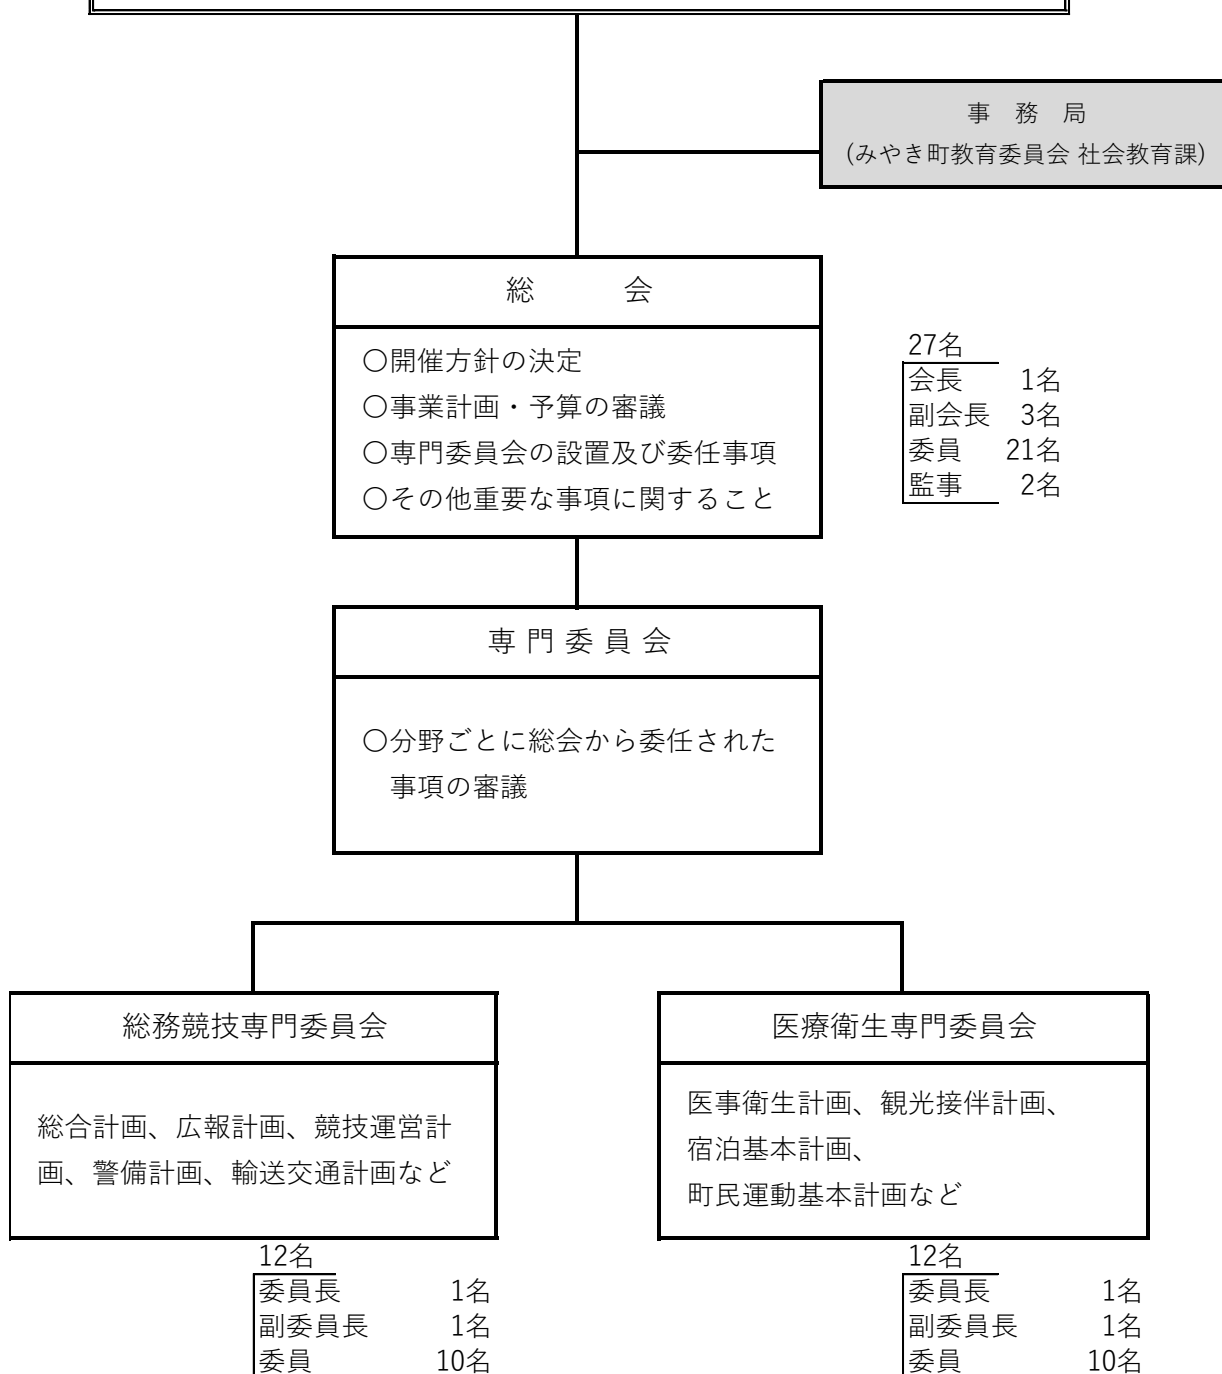 事　務　局
(みやき町教育委員会 社会教育課)
総　　会
〇開催方針の決定
〇事業計画・予算の審議
〇専門委員会の設置及び委任事項
〇その他重要な事項に関すること
27名
会長　1名
副会長　3名
委員　21名
監事　2名
専 門 委 員 会
〇分野ごとに総会から委任された
事項の審議
総務競技専門委員会
総合計画、広報計画、競技運営計
画、警備計画、輸送交通計画など
12名
委員長　1名
副委員長　1名
委員　10名
医療衛生専門委員会
医事衛生計画、観光接伴計画、
宿泊基本計画、
町民運動基本計画など
12名
委員長　1名
副委員長　1名
委員　10名